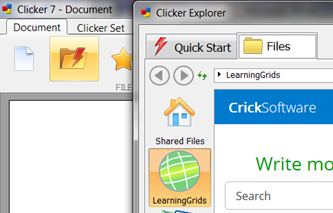 Clicker 7 - Document
Document
Clicker Set
FILE
Clicker Explorer
Quick Start
Files
LearningGrids
Shared Files
LearningGrids
CrickSoftware
Write mo
Search